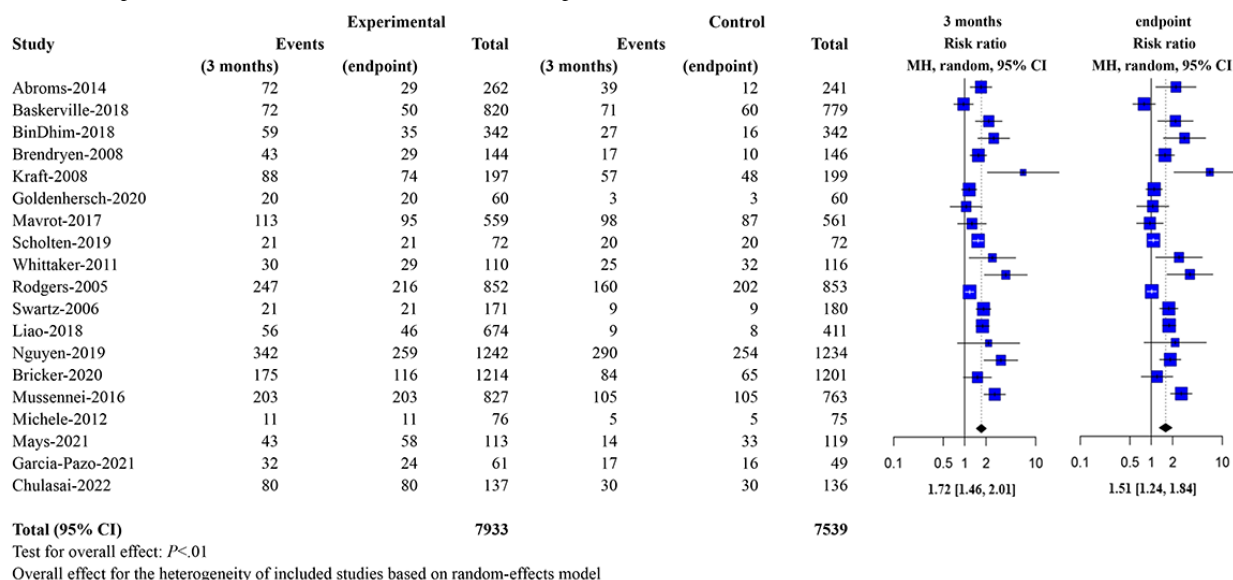 Experimental Control 3 months endpoint
Study Events Total Events Total Risk ratio Risk ratio
(3 months) (endpoint) (3 months) (endpoint) MH, random, 95% CI MH, random, 95% CI
Abroms-2014 72 29 262 39 12 241
Baskerville-2018 72 50 820 71 60 779
BinDhim-2018 59 35 342 27 16 342
Brendryen-2008 43 29 144 17 10 146
Kraft-2008 88 74 197 57 48 199
Goldenhersch-2020 20 20 60 3 3 60
Mavrot-2017 113 95 559 98 87 561
Scholten-2019 21 21 72 20 20 72
Whittaker-2011 30 29 110 25 32 116
Rodgers-2005 247 216 852 160 202 853
Swartz-2006 21 21 171 9 9 180
Liao-2018 56 46 674 9 8 411
Nguyen-2019 342 259 1242 290 254 1234
Bricker-2020 175 116 1214 84 65 1201
Mussennei-2016 203 203 827 105 105 763
Michele-2012 11 11 76 5 5 75
Mays-2021 43 58 113 14 33 119
Garcia-Pazo-2021 32 24 61 17 16 49 0.1 0.5 1 2 10 0.1 0.5 1 2 10
Chulasai-2022 80 80 137 30 30 136 1.72 [1.46, 2.01] 1.51 [1.24, 1.84]
Total (95% CI) 7933 7539
Test for overall effect: P<.01
Overall effect for the heterogeneity of included studies based on random-effects model